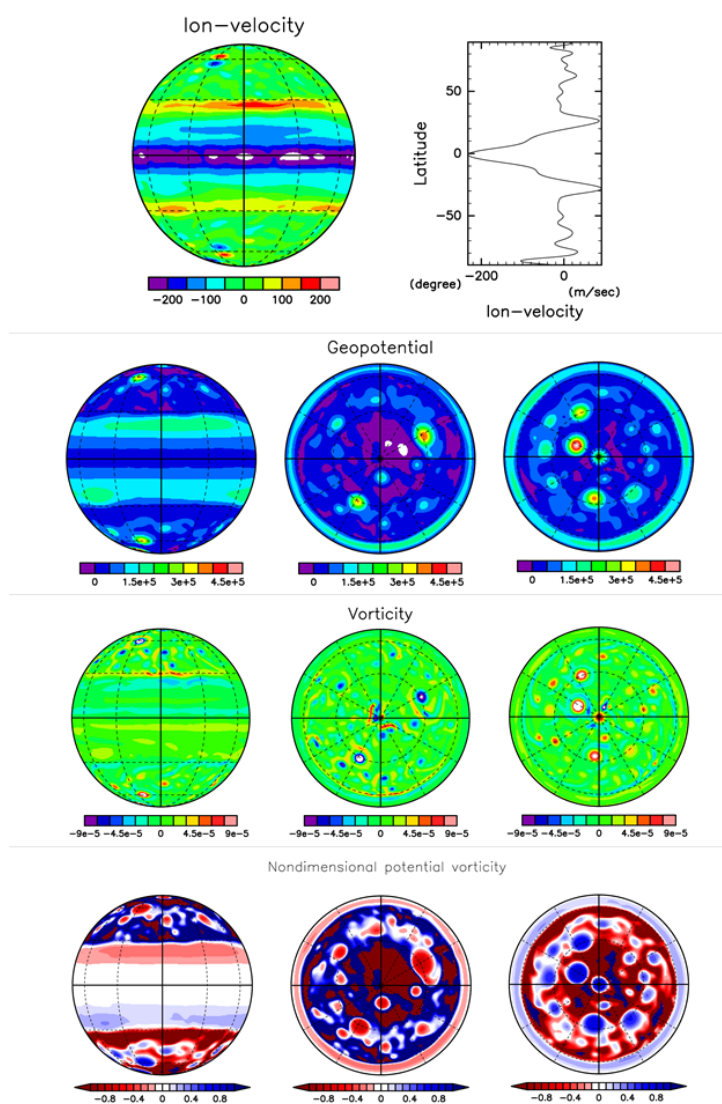 Ion−velocity
50
0
−50
Latitude
−200 −100 0 100 200
(degree)
−200 0
(m/sec)
Ion−velocity
Geopotential
0 1.5e+5 3e+5 4.5e+5
0 1.5e+5 3e+5 4.5e+5
0 1.5e+5 3e+5 4.5e+5
Vorticity
−9e−5 −4.5e−5 0 4.5e−5 9e−5
−9e−5 −4.5e−5 0 4.5e−5 9e−5
−9e−5 −4.5e−5 0 4.5e−5 9e−5
Nondimensional potential vorticity
−0.8 −0.4 0 0.4 0.8
−0.8 −0.4 0 0.4 0.8
−0.8 −0.4 0 0.4 0.8